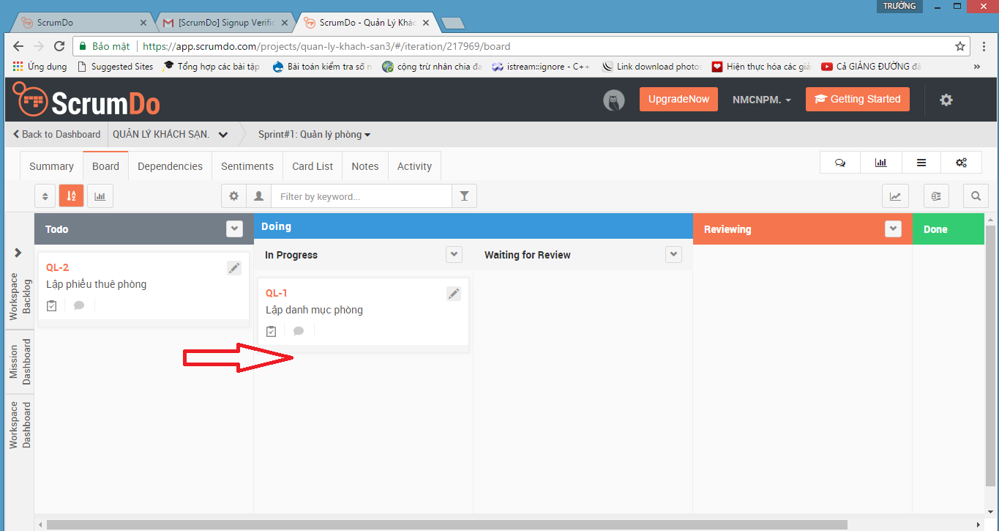 TRƯỜNG
ScrumDo
[ScrumDo] Signup Verific
ScrumDo - Quản Lý Khác
Bảo mật
https://app.scrumdo.com/projects/quan-ly-khach-san3/#/iteration/217969/board
Ứng dụng
Suggested Sites
Tổng hợp các bài tập
Bài toán kiểm tra số n
cộng trừ nhân chia đa
istream::ignore - C++
Link download photo
Hiện thực hóa các giả
Cả GIẢNG ĐƯỜNG đã
»
ScrumDo
UpgradeNow
NMCNPM.
Getting Started
Back to Dashboard
QUẢN LÝ KHÁCH SẠN.
Sprint#1: Quản lý phòng
Summary
Board
Dependencies
Sentiments
Card List
Notes
Activity
Filter by keyword...
Workspace
Backlog
Mission
Dashboard
Workspace
Dashboard
Todo
QL-2
Lập phiếu thuê phòng
Doing
In Progress
QL-1
Lập danh mục phòng
Waiting for Review
Reviewing
Done